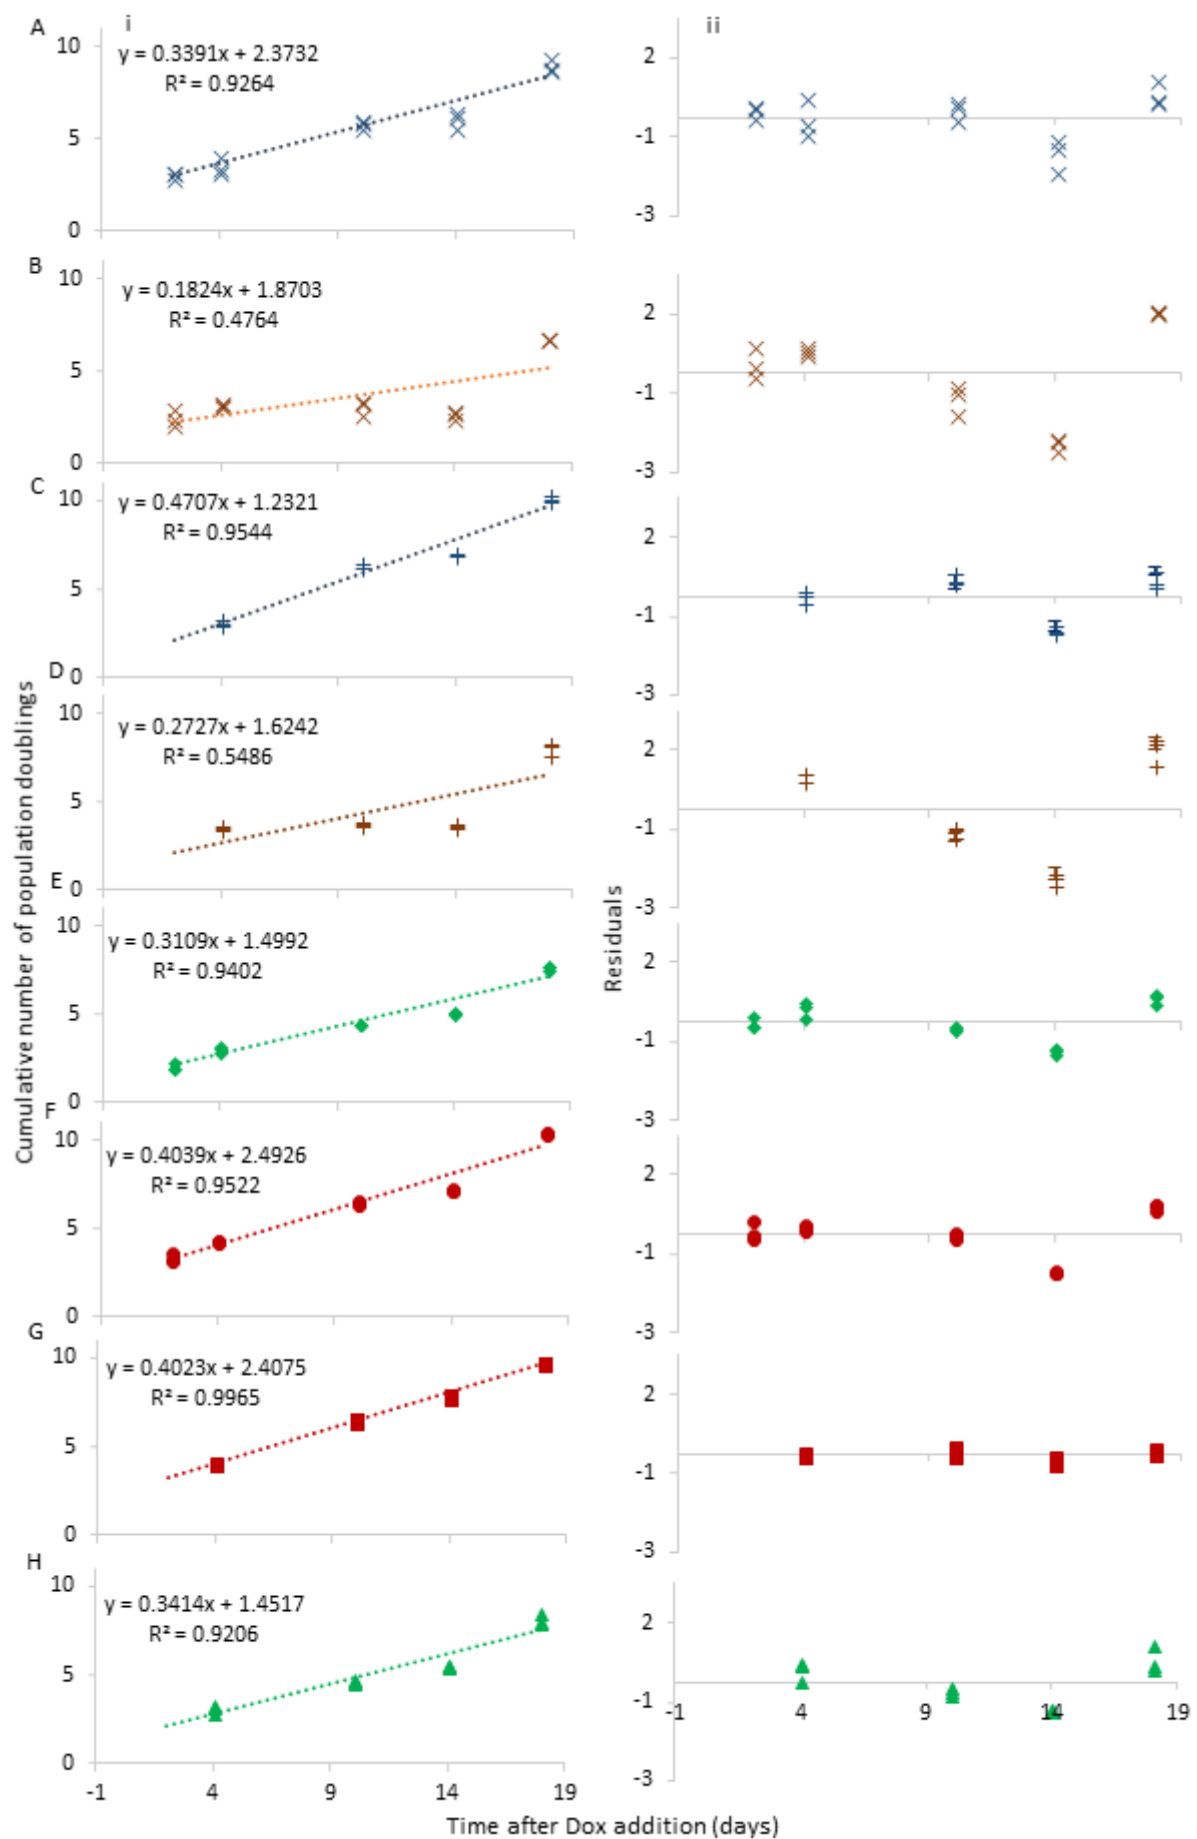 A
i
ii
y = 0.3391x + 2.3732
R² = 0.9264
10
5
0
2
-1
-3
B
y = 0.1824x + 1.8703
R² = 0.4764
10
5
0
2
-1
-3
C
y = 0.4707x + 1.2321
R² = 0.9544
10
5
0
2
-1
-3
D
y = 0.2727x + 1.6242
R² = 0.5486
10
5
0
2
-1
-3
E
y = 0.3109x + 1.4992
R² = 0.9402
10
5
0
2
-1
-3
F
y = 0.4039x + 2.4926
R² = 0.9522
10
5
0
2
-1
-3
G
y = 0.4023x + 2.4075
R² = 0.9965
10
5
0
2
-1
-3
H
y = 0.3414x + 1.4517
R² = 0.9206
10
5
0
-1 4 9 14 19
2
-1
-3
-1 4 9 14 19
Cumulative number of population doublings
Residuals
Time after Dox addition (days)